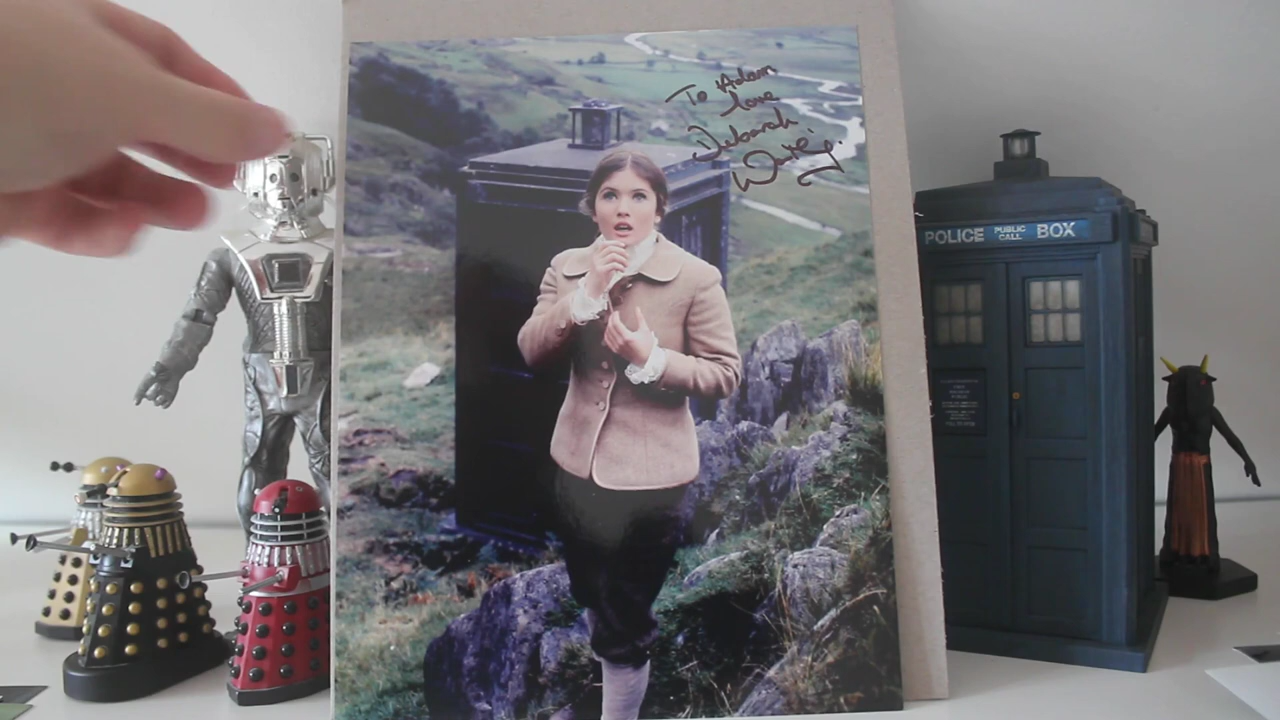 To Adam
love
Deborah
Watling.
POLICE PUBLIC CALL BOX